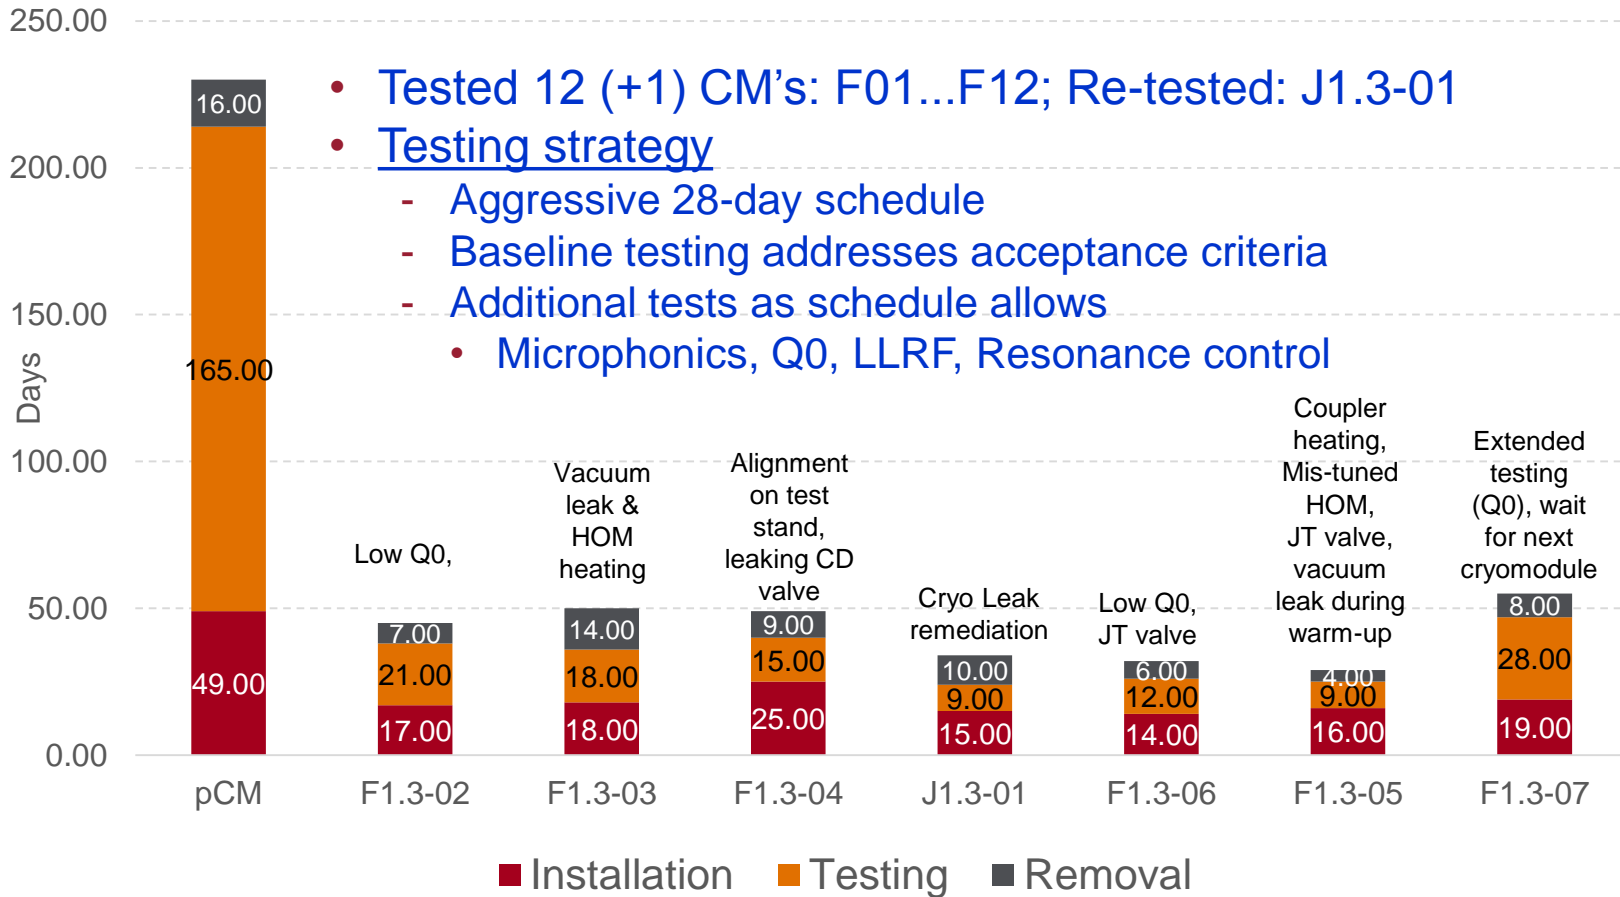 250.00
200.00
150.00
100.00
50.00
0.00
Days
• Tested 12 (+1) CM's: F01...F12; Re-tested: J1.3-01
• Testing strategy
- Aggressive 28-day schedule
- Baseline testing addresses acceptance criteria
- Additional tests as schedule allows
• Microphonics, Q0, LLRF, Resonance control
16.00
165.00
49.00
Low Q0,
7.00
21.00
17.00
Vacuum
leak &
HOM
heating
14.00
18.00
18.00
Alignment
on test
stand,
leaking CD
valve
9.00
15.00
25.00
Cryo Leak
remediation
10.00
9.00
15.00
Low Q0,
JT valve
6.00
12.00
14.00
Coupler
heating,
Mis-tuned
HOM,
JT valve,
vacuum
leak during
warm-up
4.00
9.00
16.00
Extended
testing
(Q0), wait
for next
cryomodule
8.00
28.00
19.00
pCM F1.3-02 F1.3-03 F1.3-04 J1.3-01 F1.3-06 F1.3-05 F1.3-07
Installation Testing Removal